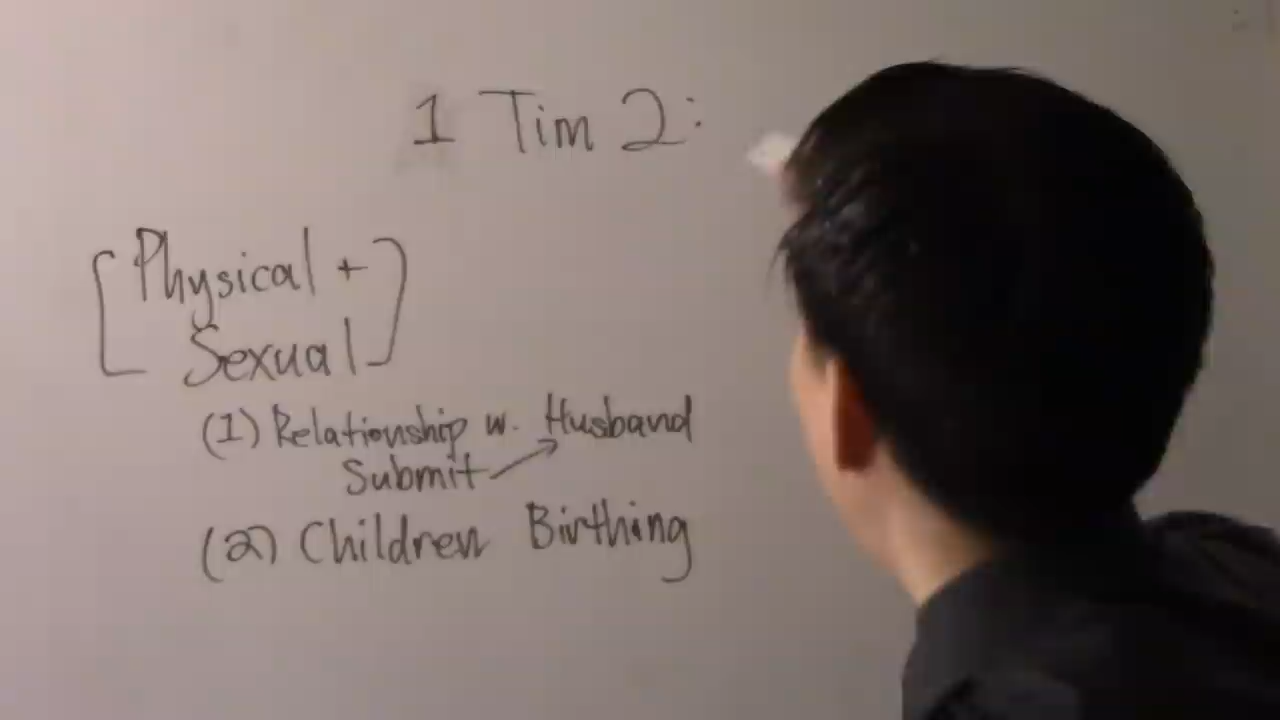 1 Tim 2:
[Physical +
Sexual]
(1) Relationship w. Husband
Submit
(2) Children Birthing